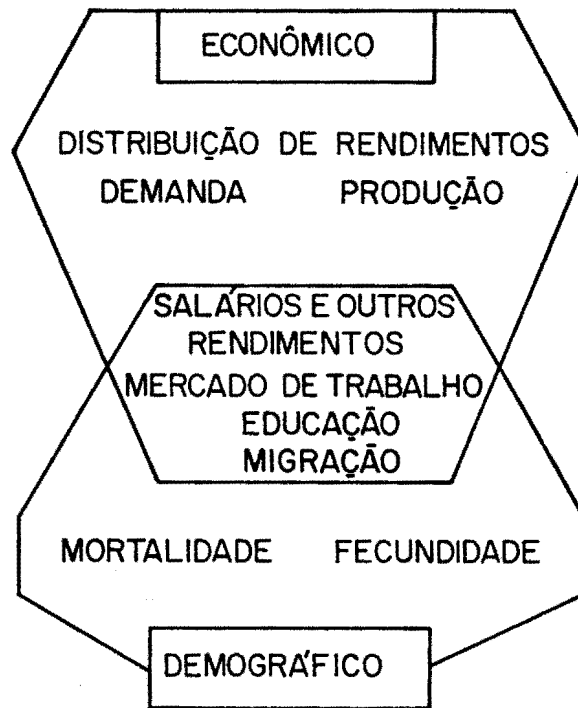 ECONÔMICO
DISTRIBUIÇÃO DE RENDIMENTOS
DEMANDA PRODUÇÃO
SALÁRIOS E OUTROS
RENDIMENTOS
MERCADO DE TRABALHO
EDUCAÇÃO
MIGRAÇÃO
MORTALIDADE FECUNDIDADE
DEMOGRÁFICO